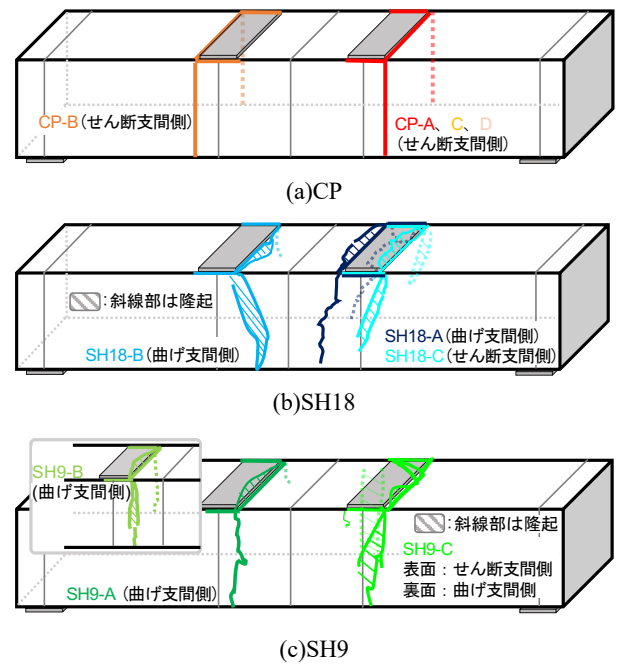 CP-B(せん断支間側)
CP-A、C、D
(せん断支間側)
(a)CP
:斜線部は隆起
SH18-A(曲げ支間側)
SH18-B(曲げ支間側)
SH18-C(せん断支間側)
(b)SH18
SH9-B
(曲げ支間側)
:斜線部は隆起
SH9-C
表面：せん断支間側
裏面：曲げ支間側
SH9-A (曲げ支間側)
(c)SH9